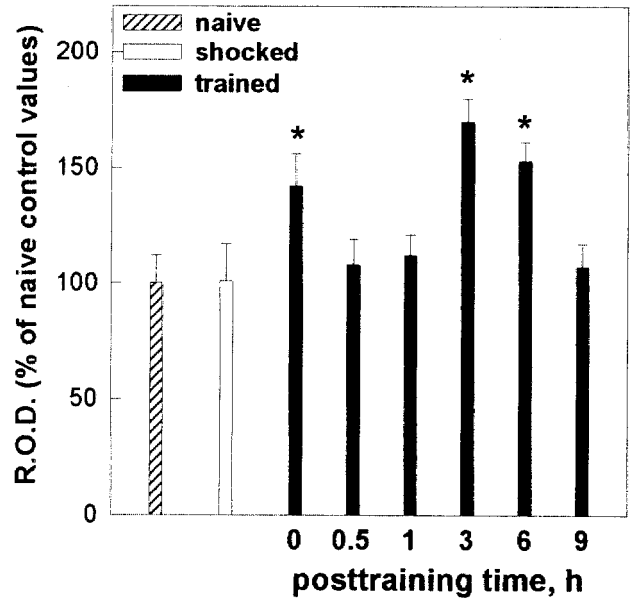 R.O.D. (% of naive control values)
200
150
100
50
0
naive
shocked
trained
*
*
*
0 0.5 1 3 6 9
posttraining time, h